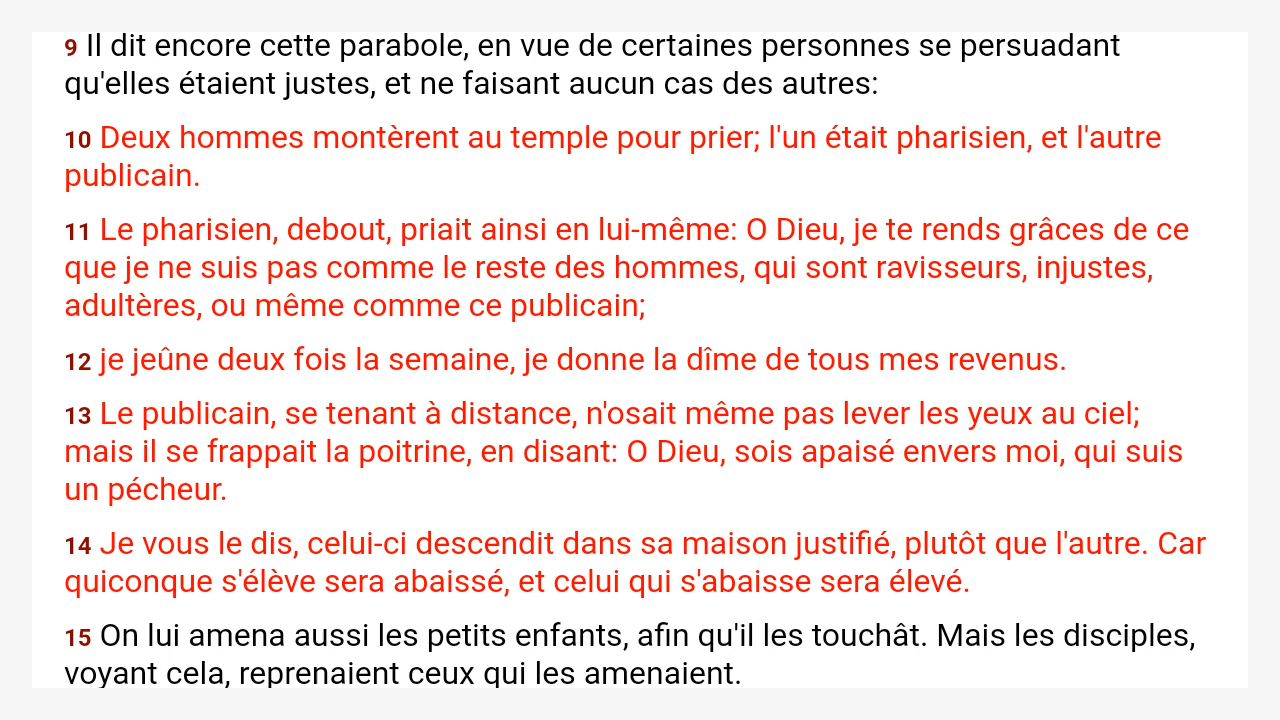 9 Il dit encore cette parabole, en vue de certaines personnes se persuadant
qu'elles étaient justes, et ne faisant aucun cas des autres:
10 Deux hommes montèrent au temple pour prier; l'un était pharisien, et l'autre
publicain.
11 Le pharisien, debout, priait ainsi en lui-même: O Dieu, je te rends grâces de ce
que je ne suis pas comme le reste des hommes, qui sont ravisseurs, injustes,
adultères, ou même comme ce publicain;
12 je jeûne deux fois la semaine, je donne la dîme de tous mes revenus.
13 Le publicain, se tenant à distance, n'osait même pas lever les yeux au ciel;
mais il se frappait la poitrine, en disant: O Dieu, sois apaisé envers moi, qui suis
un pécheur.
14 Je vous le dis, celui-ci descendit dans sa maison justifié, plutôt que l'autre. Car
quiconque s'élève sera abaissé, et celui qui s'abaisse sera élevé.
15 On lui amena aussi les petits enfants, afin qu'il les touchât. Mais les disciples,
voyant cela, reprenaient ceux qui les amenaient.